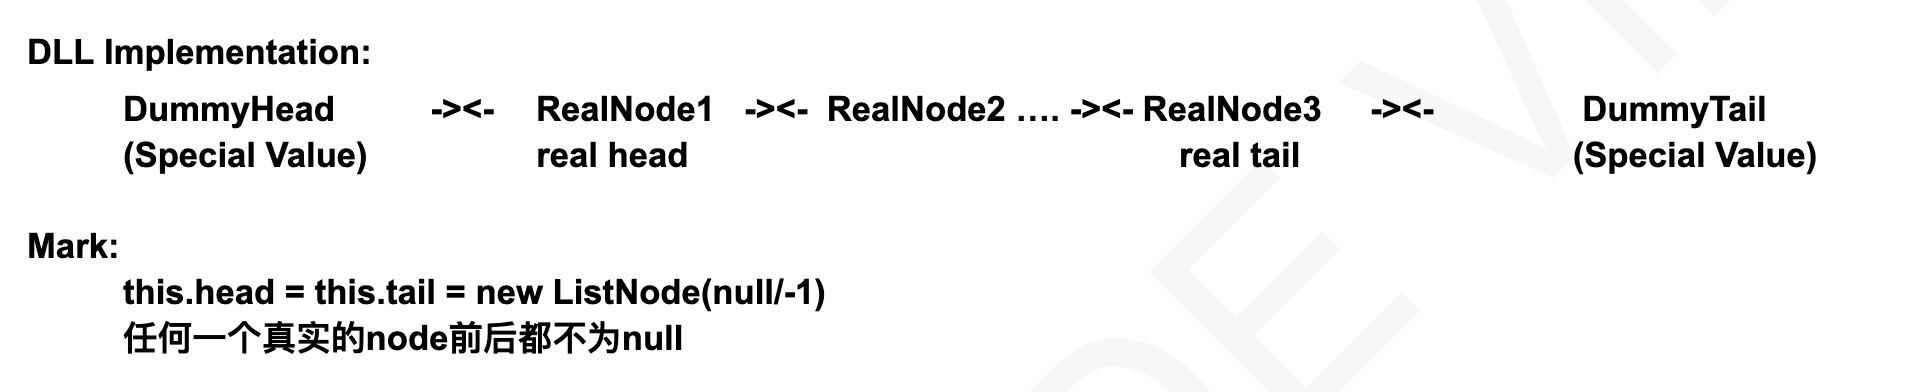 DLL Implementation:
DummyHead -><- RealNode1 -><- RealNode2 …. -><- RealNode3 -><- DummyTail
(Special Value) real head real tail (Special Value)
Mark:
this.head = this.tail = new ListNode(null/-1)
任何一个真实的node前后都不为null